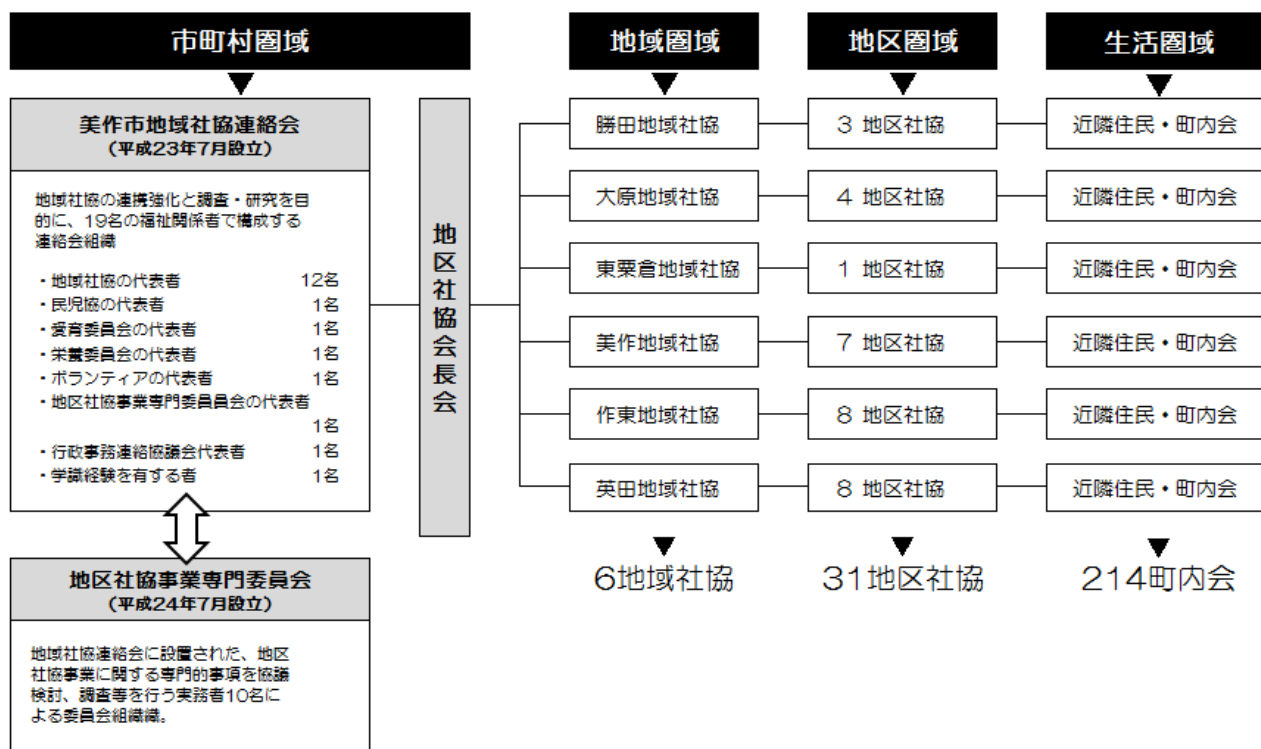 市町村圏域
地域圏域
地区圏域
生活圏域
美作市地域社協連絡会
(平成23年7月設立)
地域社協の連携強化と調査・研究を目
的に、19名の福祉関係者で構成する
連絡会組織
・地域社協の代表者 12名
・民児協の代表者 1名
・愛育委員会の代表者 1名
・栄養委員会の代表者 1名
・ボランティアの代表者 1名
・地区社協事業専門委員員会の代表者
1名
・行政事務連絡協議会代表者 1名
・学識経験を有する者 1名
地区社協事業専門委員会
(平成24年7月設立)
地域社協連絡会に設置された、地区
社協事業に関する専門的事項を協議
検討、調査等を行う実務者10名に
よる委員会組織織。
地区社協会長会
勝田地域社協 3 地区社協 近隣住民・町内会
大原地域社協 4 地区社協 近隣住民・町内会
東粟倉地域社協 1 地区社協 近隣住民・町内会
美作地域社協 7 地区社協 近隣住民・町内会
作東地域社協 8 地区社協 近隣住民・町内会
英田地域社協 8 地区社協 近隣住民・町内会
6地域社協
31地区社協
214町内会